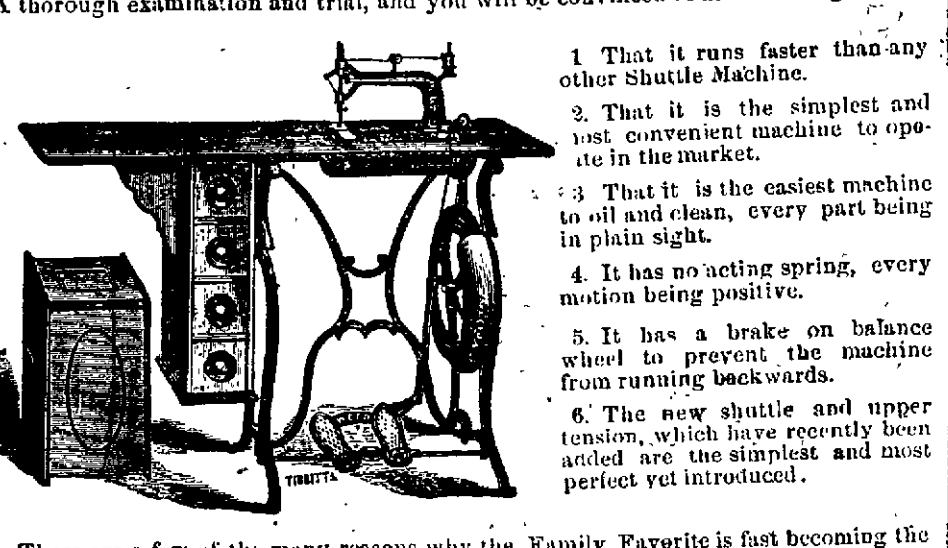 A thorough examination and trial, and you will be convinced
1 That it runs faster than any
other Shuttle Machine.
2. That it is the simplest and
most convenient machine to ope-
ate in the market.
3 That it is the easiest machine
to oil and clean, every part being
in plain sight.
4. It has no acting spring, every
motion being positive.
5. It has a brake on balance
wheel to prevent the machine
from running backwards.
6. The new shuttle and upper
tension, which have recently been
added are the simplest and most
perfect yet introduced.
TIBBITTS
of the many reasons why the Family Favorite is fast becoming the